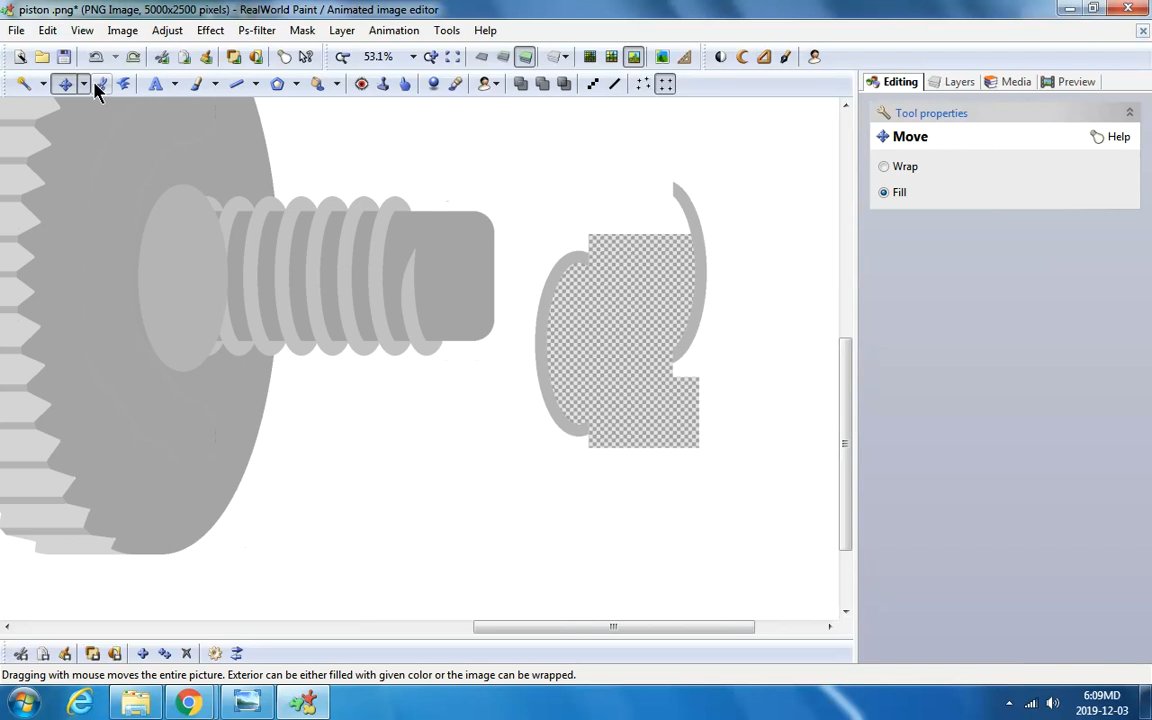 piston .png* (PNG Image, 5000x2500 pixels) - RealWorld Paint / Animated image editor
File Edit View Image Adjust Effect Ps-filter Mask Layer Animation Tools Help
53.1%
Editing Layers Media Preview
Tool properties
Move Help
Wrap
Fill
Dragging with mouse moves the entire picture. Exterior can be either filled with given color or the image can be wrapped.
6:09MD
2019-12-03